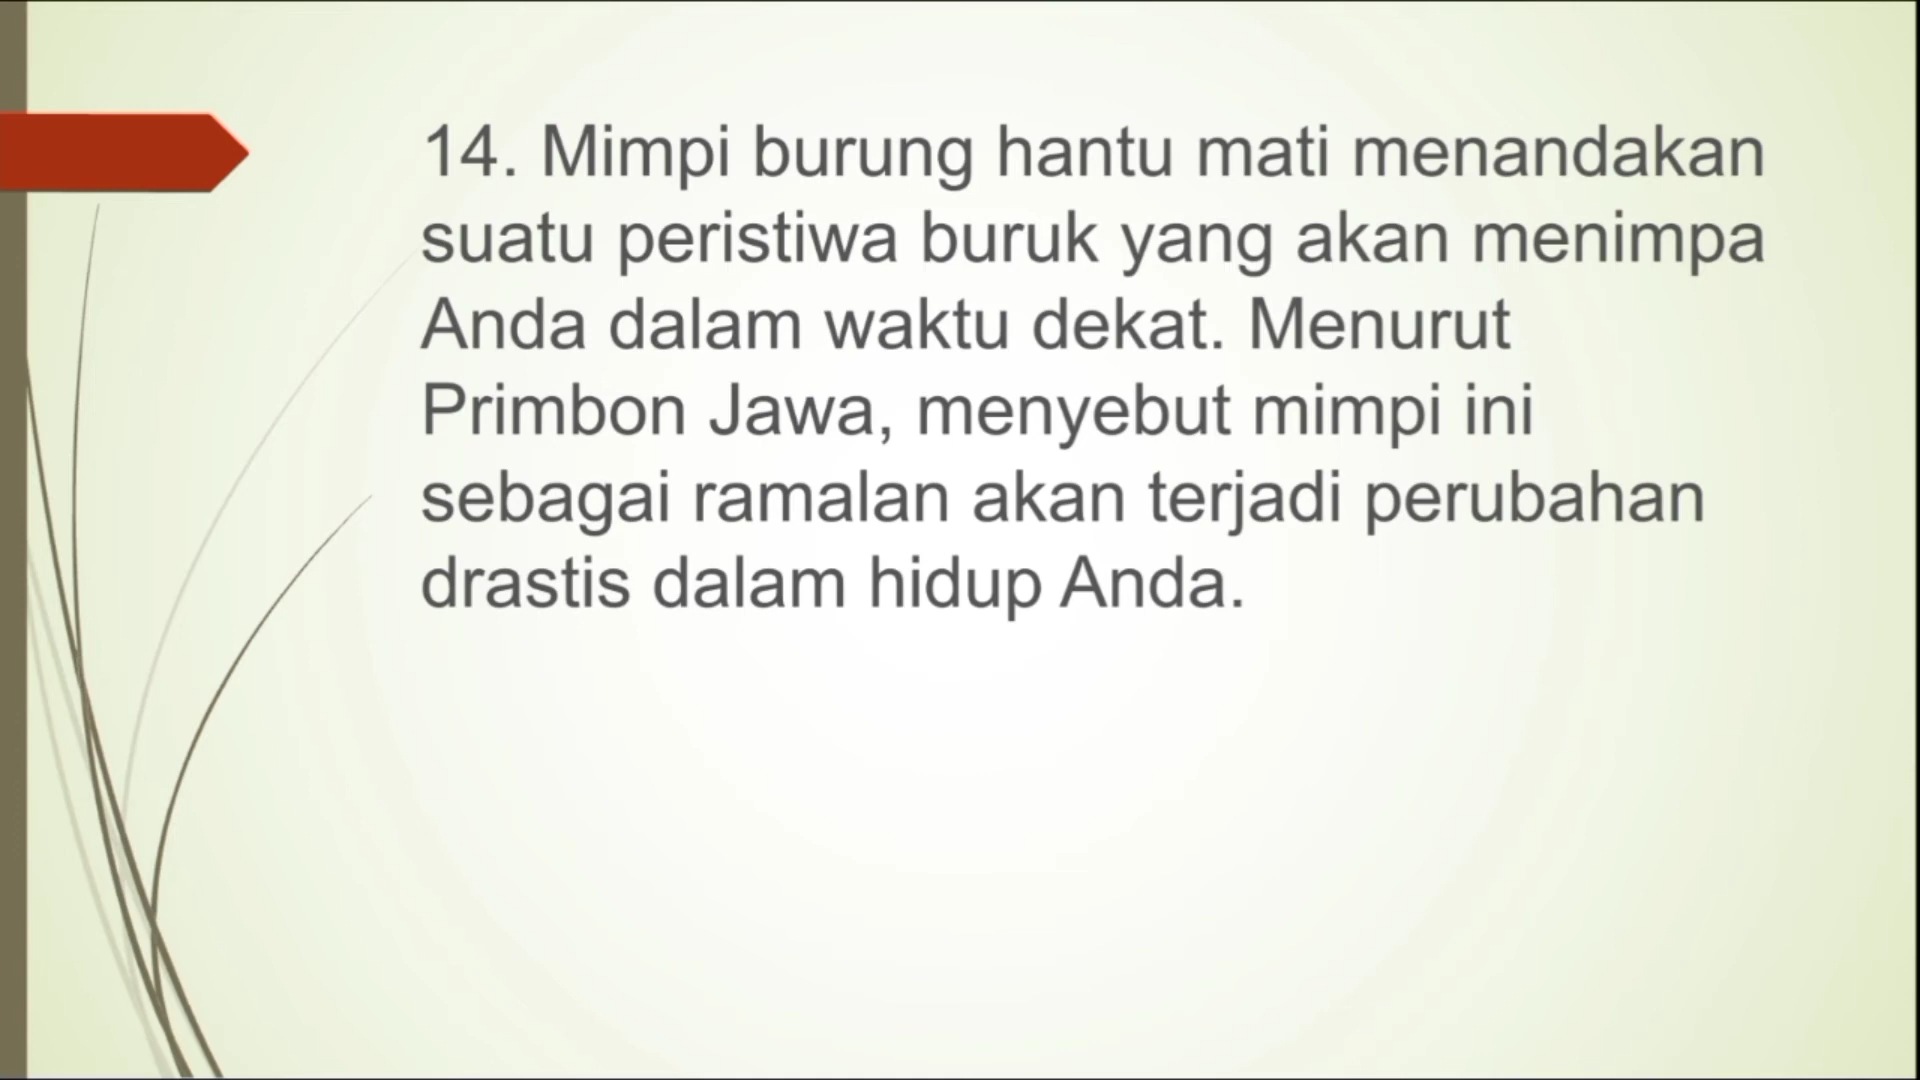 14. Mimpi burung hantu mati menandakan
suatu peristiwa buruk yang akan menimpa
Anda dalam waktu dekat. Menurut
Primbon Jawa, menyebut mimpi ini
sebagai ramalan akan terjadi perubahan
drastis dalam hidup Anda.